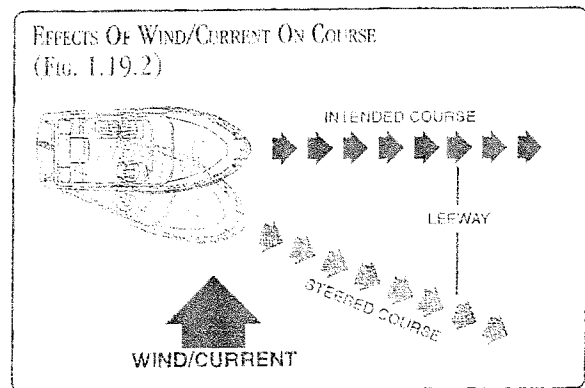 EFFECTS OF WIND/CURRENT ON COURSE
(FIG. 1.19.2)
INTENDED COURSE
LEEWAY
STEERED COURSE
WIND/CURRENT